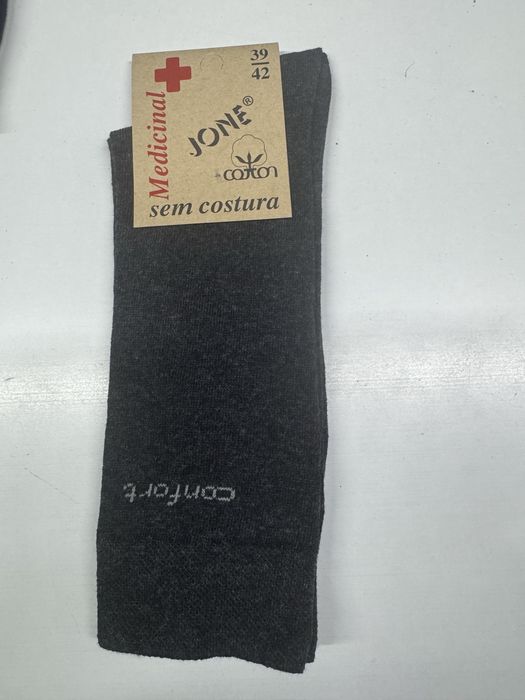 39
42
Medicinal
JONE®
cotton
sem costura
confort